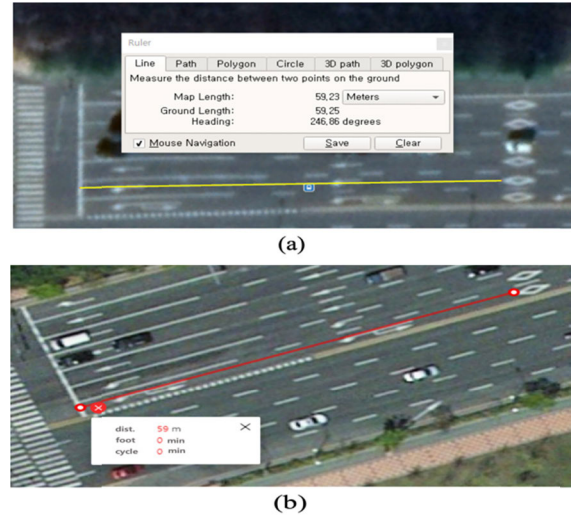 Ruler
Line Path Polygon Circle 3D path 3D polygon
Measure the distance between two points on the ground
Map Length: 59,23 Meters
Ground Length: 59,25
Heading: 246,86 degrees
Mouse Navigation Save Clear
(a)
dist. 59 m
foot 0 min
cycle 0 min
(b)